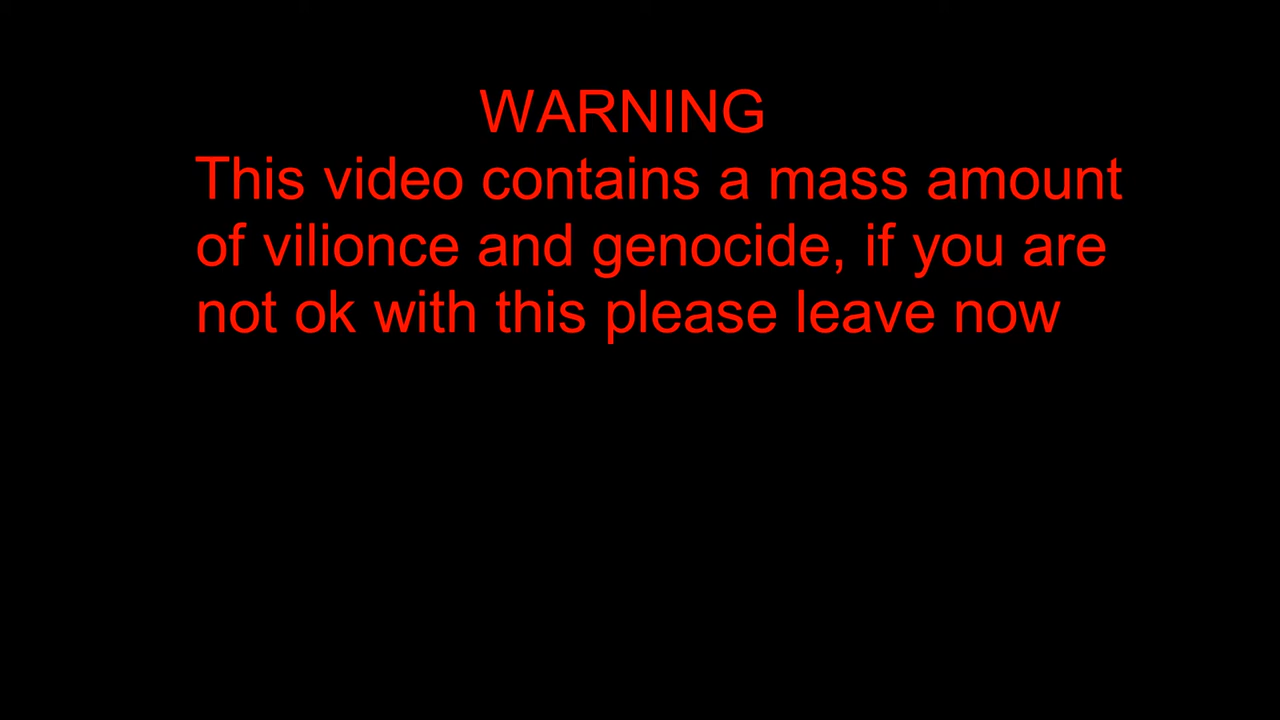 WARNING
This video contains a mass amount
of vilionce and genocide, if you are
not ok with this please leave now